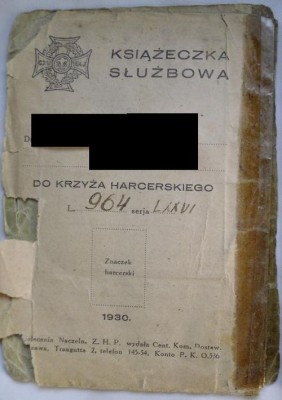 KSIĄŻECZKA
SŁUŻBOWA
DO KRZYŻA HARCERSKIEGO
L. 964 serja LXXVI
Znaczek
harcerski
1930.
Naczeln. Z. H. P. wydała Cent. Kom. Dostaw.
Traugutta 2, telefon 145-54. Konto P. K. O.